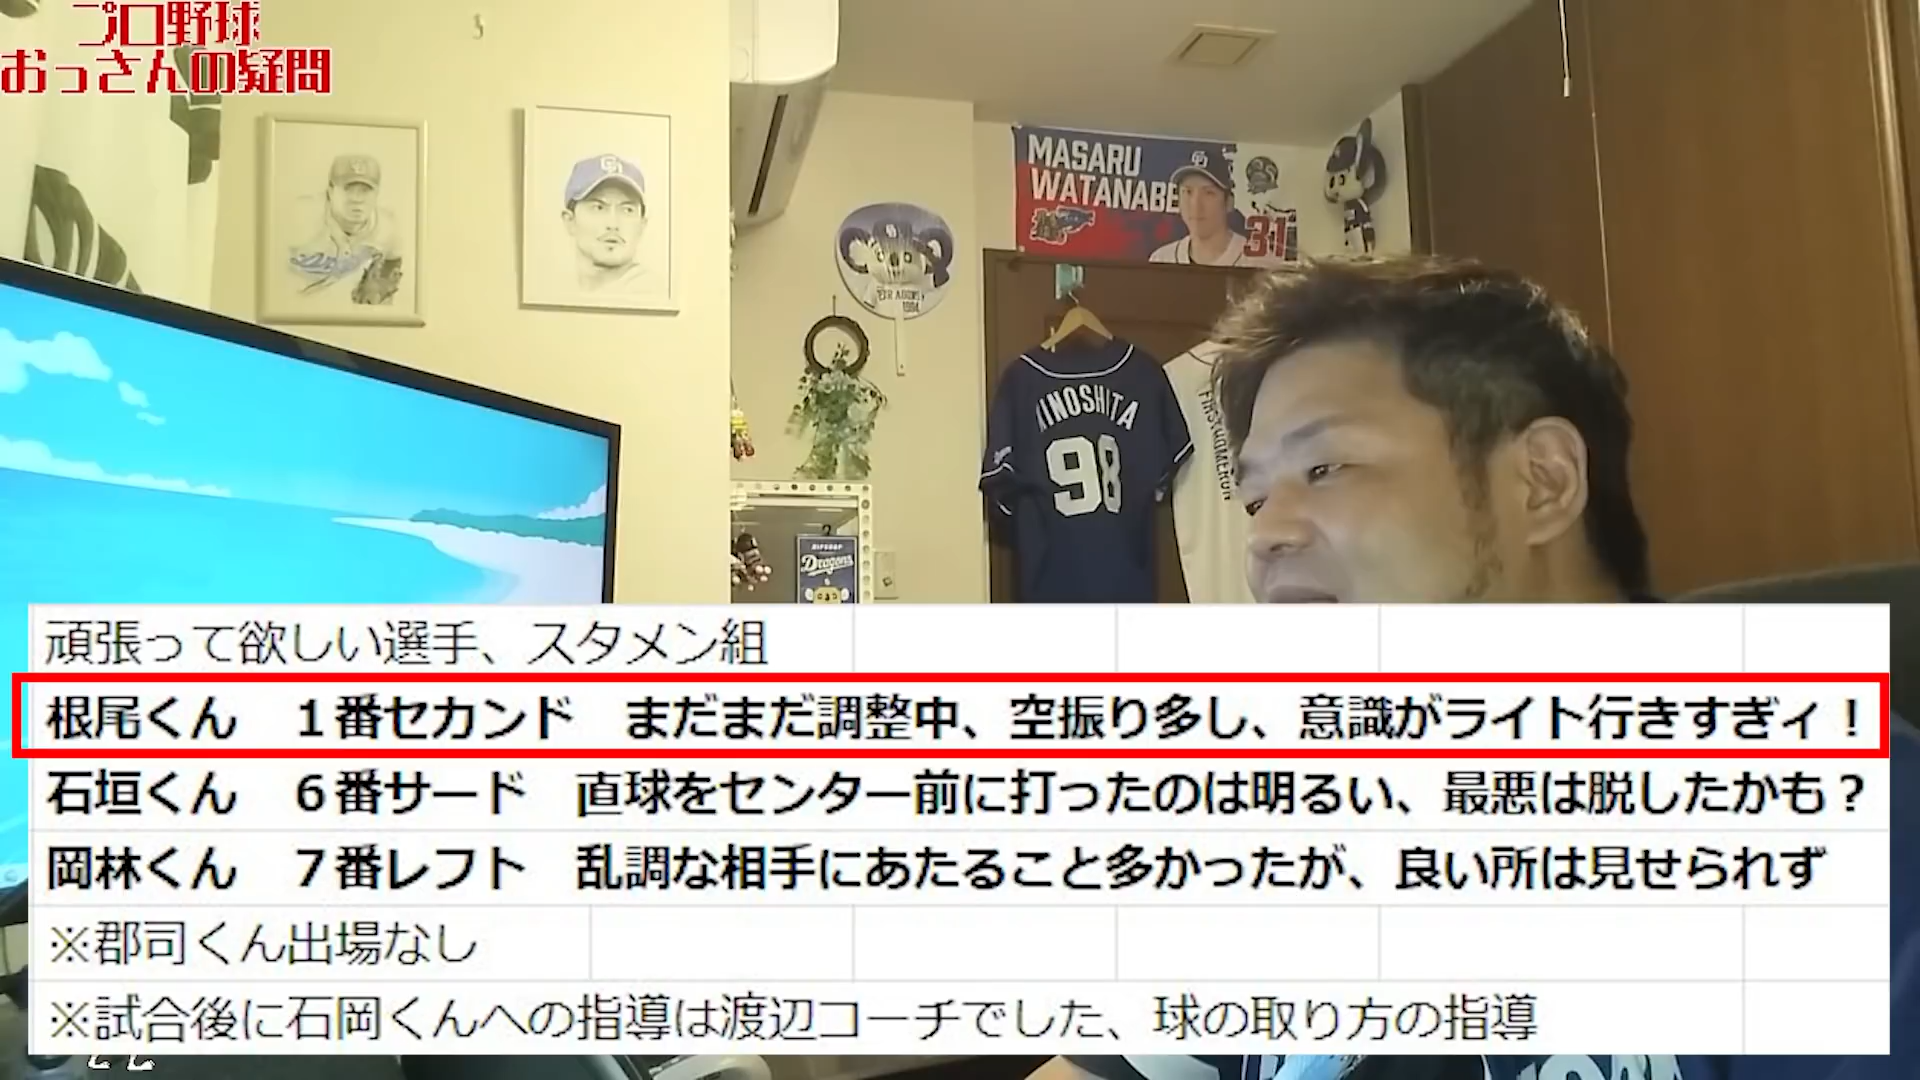 プロ野球
おっさんの疑問
MASARU
WATANABE
31
DRAGONS
1994
KINOSHITA
98
Dragons
頑張って欲しい選手、スタメン組
根尾くん　１番セカンド　まだまだ調整中、空振り多し、意識がライト行きすぎィ！
石垣くん　６番サード　直球をセンター前に打ったのは明るい、最悪は脱したかも？
岡林くん　７番レフト　乱調な相手にあたること多かったが、良い所は見せられず
※郡司くん出場なし
※試合後に石岡くんへの指導は渡辺コーチでした、球の取り方の指導